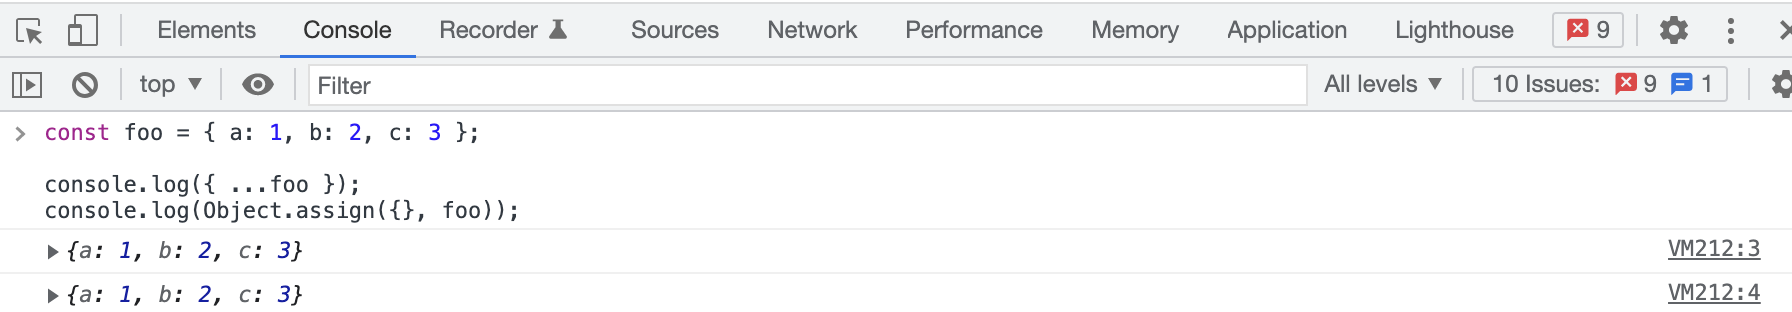 Elements Console Recorder Sources Network Performance Memory Application Lighthouse 9
top Filter All levels 10 Issues: 9 1
const foo = { a: 1, b: 2, c: 3 };
console.log({ ...foo });
console.log(Object.assign({}, foo));
{a: 1, b: 2, c: 3} VM212:3
{a: 1, b: 2, c: 3} VM212:4